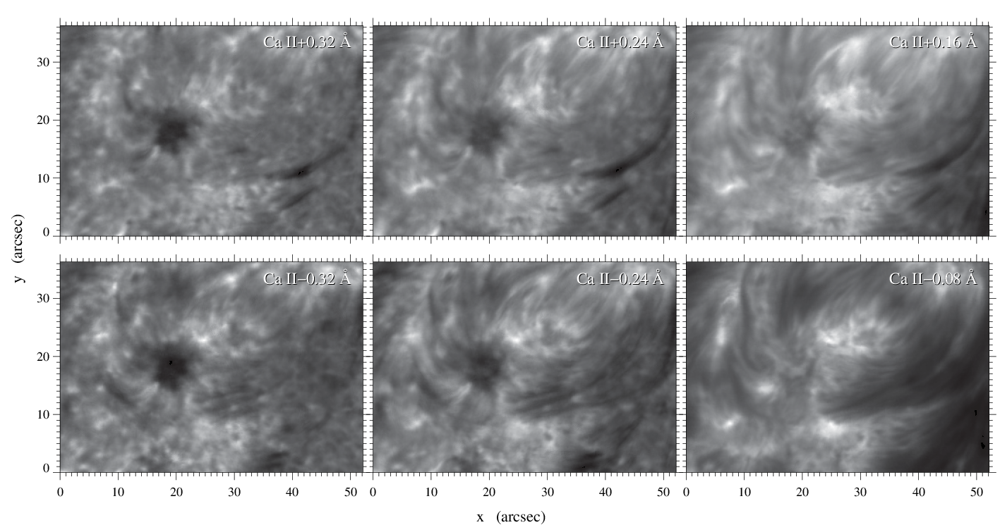 Ca II+0.32 Å Ca II+0.24 Å Ca II+0.16 Å
30
20
10
0
Ca II−0.32 Å Ca II−0.24 Å Ca II−0.08 Å
30
20
10
0
0 10 20 30 40 50 0 10 20 30 40 50 0 10 20 30 40 50
y (arcsec)
x (arcsec)